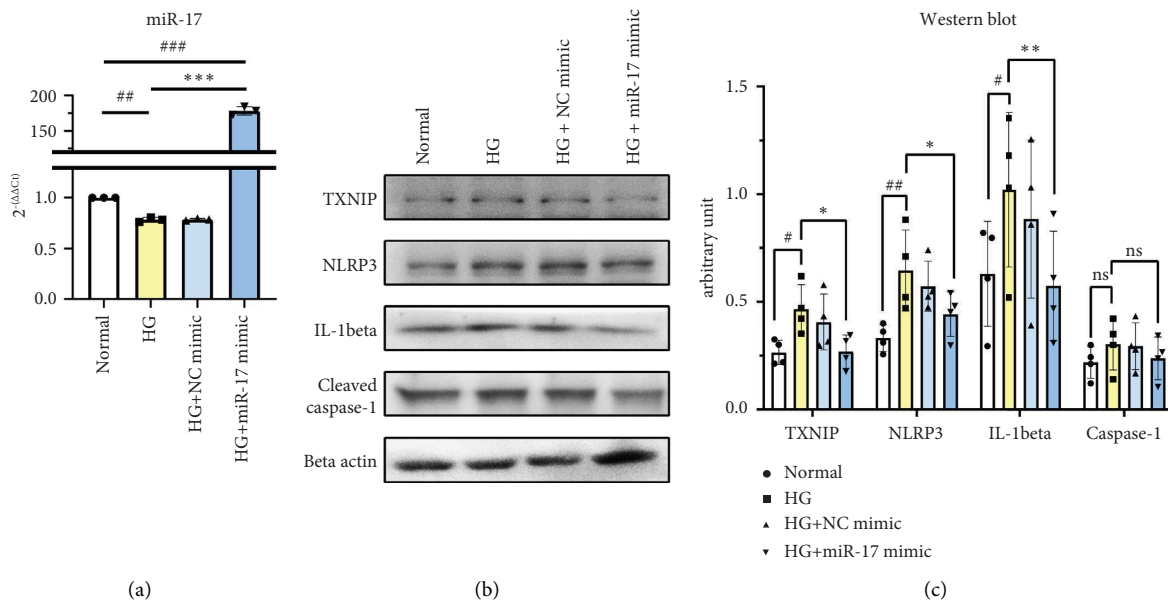 miR-17
###
***
##
200
175
1.0
0.5
0.0
2^-(ΔΔCt)
Normal
HG
HG+NC mimic
HG+miR-17 mimic
(a)
Normal
HG
HG + NC mimic
HG + miR-17 mimic
TXNIP
NLRP3
IL-1beta
Cleaved
caspase-1
Beta actin
(b)
Western blot
1.5
1.0
0.5
0.0
arbitrary unit
#
*
##
*
#
**
ns
ns
TXNIP
NLRP3
IL-1beta
Caspase-1
Normal
HG
HG+NC mimic
HG+miR-17 mimic
(c)